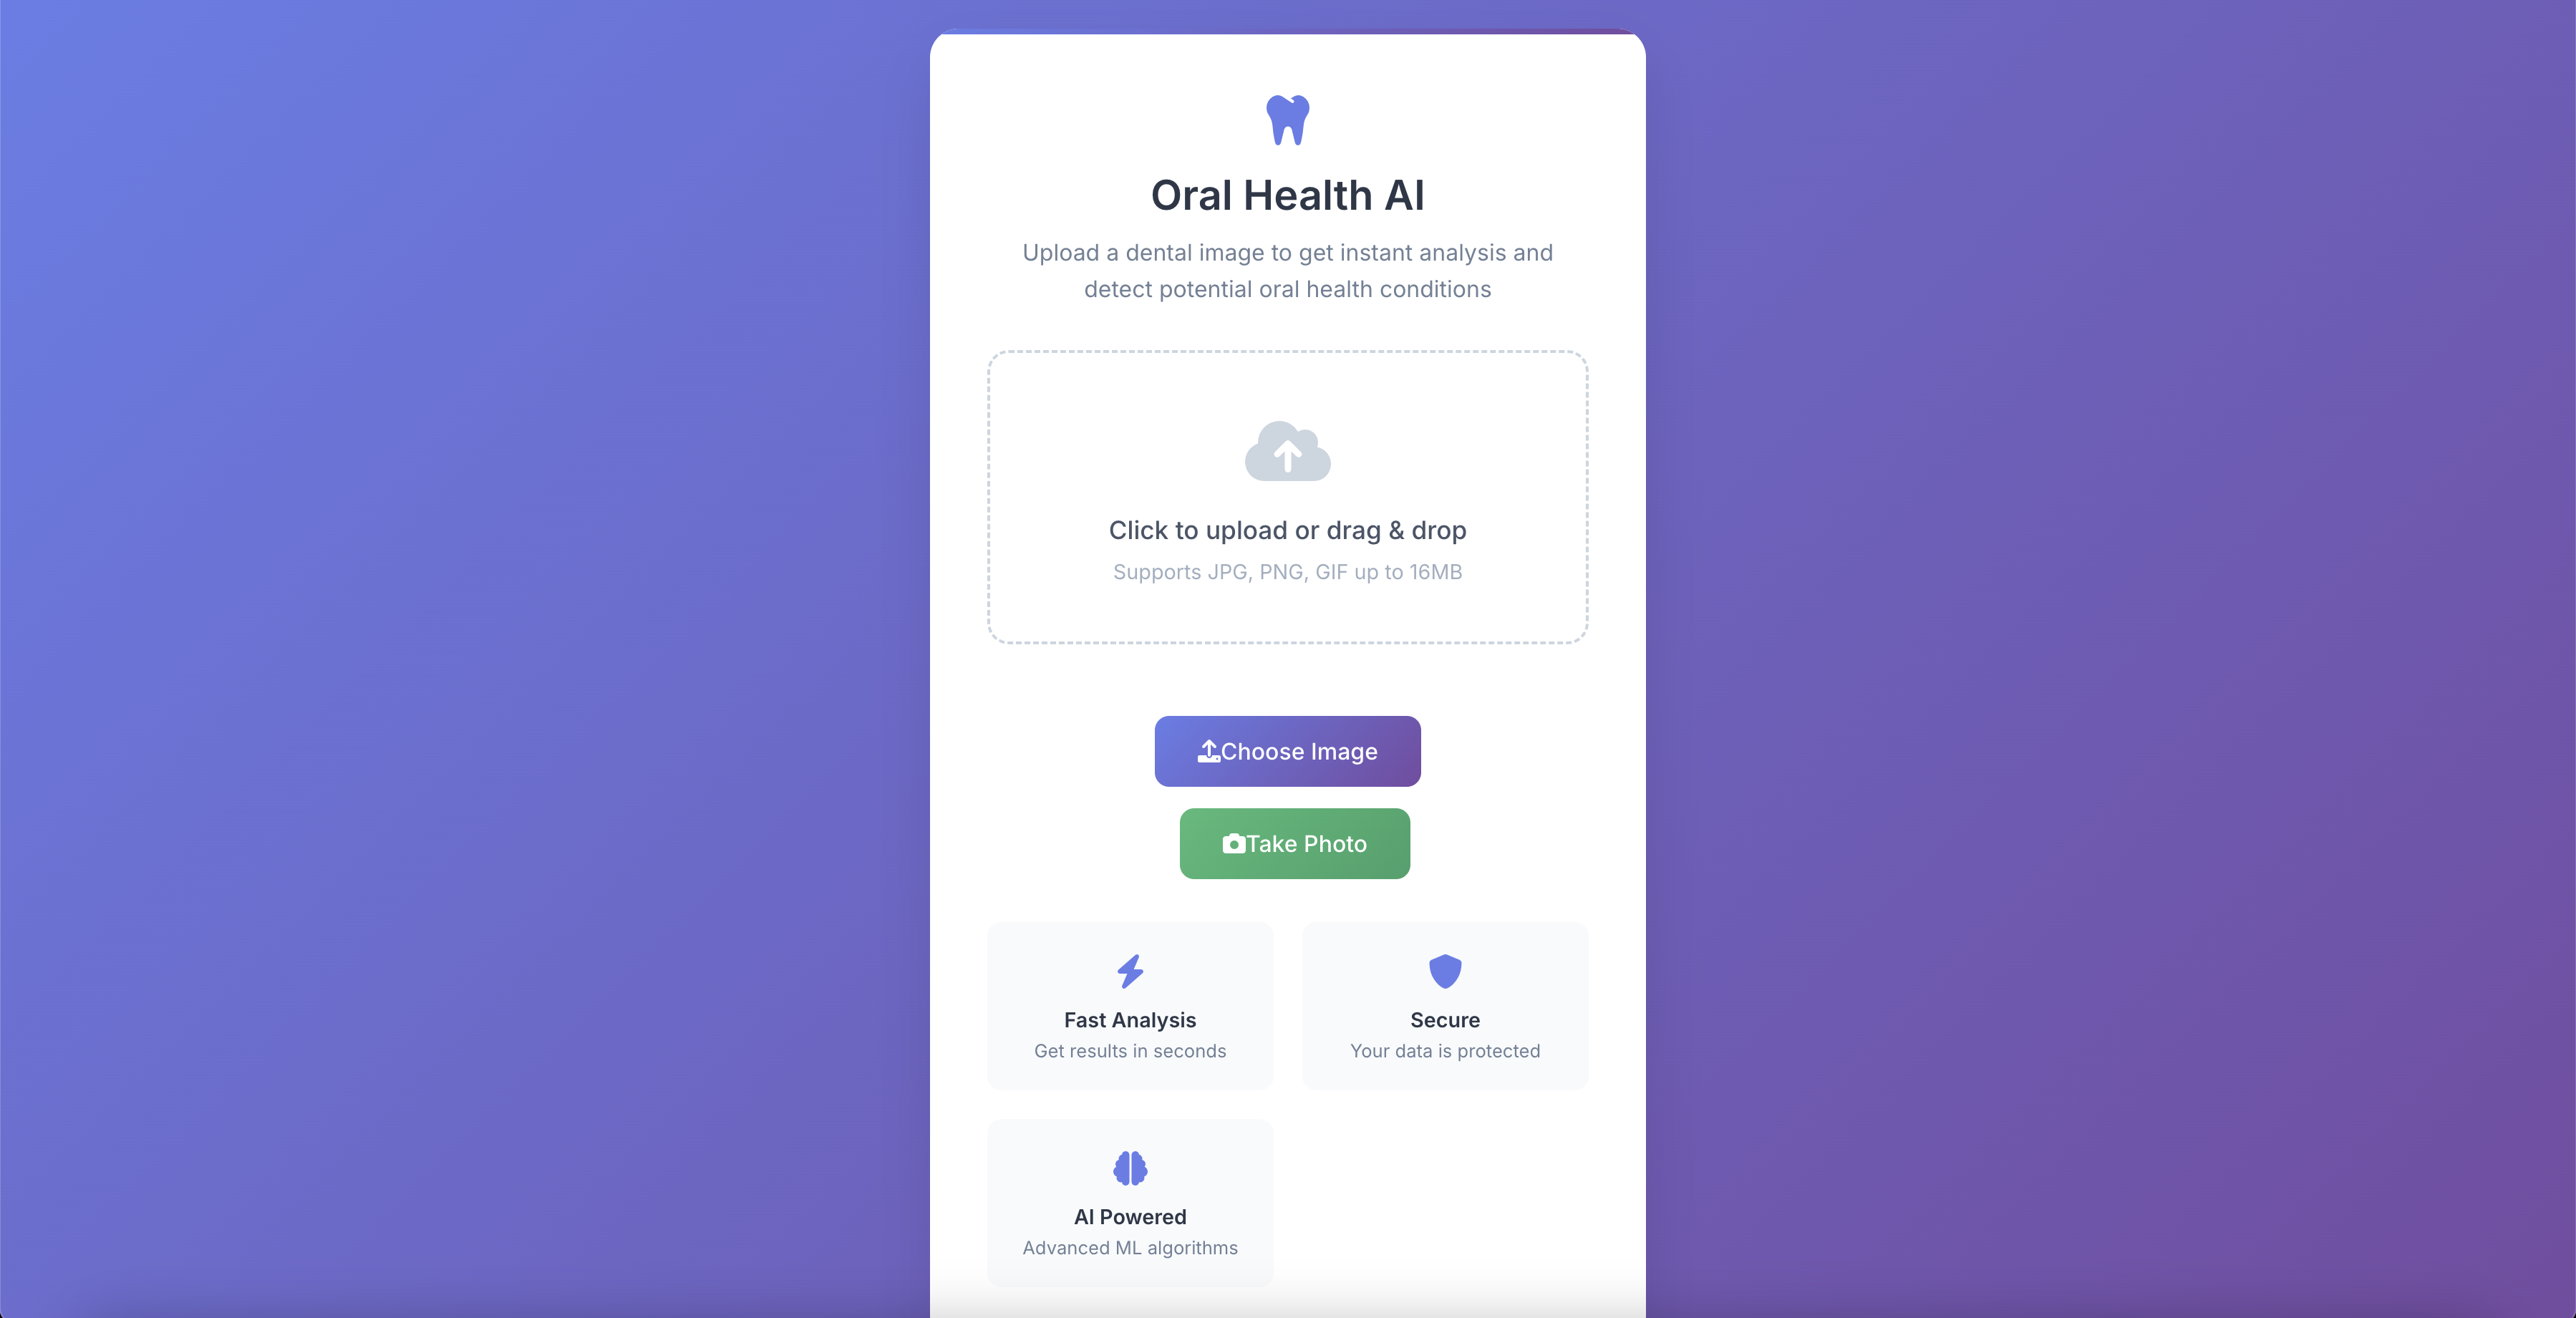 Oral Health AI
Upload a dental image to get instant analysis and
detect potential oral health conditions
Click to upload or drag & drop
Supports JPG, PNG, GIF up to 16MB
Choose Image
Take Photo
Fast Analysis
Get results in seconds
Secure
Your data is protected
AI Powered
Advanced ML algorithms